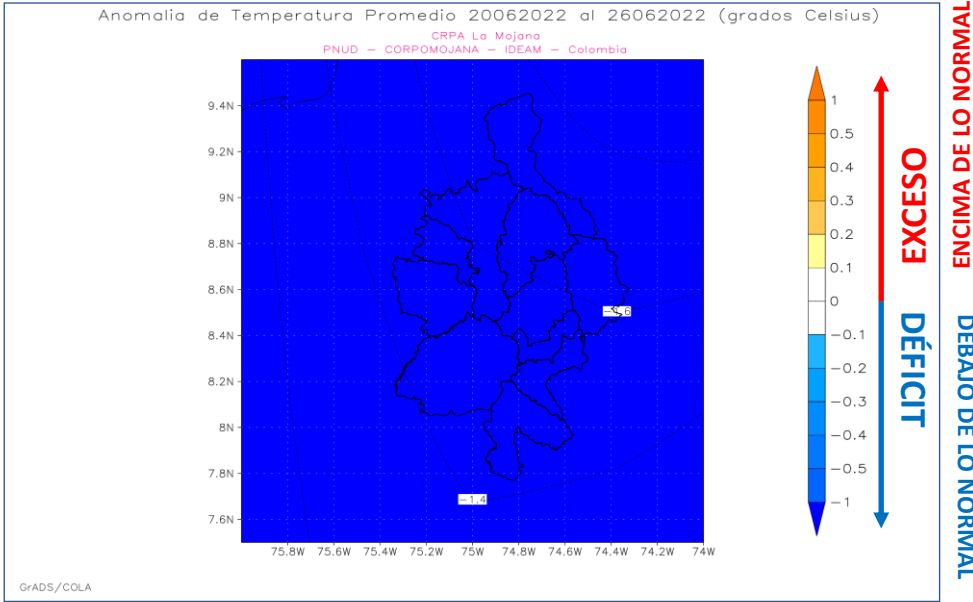 Anomalia de Temperatura Promedio 20062022 al 26062022 (grados Celsius)
CRPA La Mojana
PNUD – CORPOMOJANA – IDEAM – Colombia
9.4N
9.2N
9N
8.8N
8.6N
8.4N
8.2N
8N
7.8N
7.6N
75.8W 75.6W 75.4W 75.2W 75W 74.8W 74.6W 74.4W 74.2W 74W
-1.6
-1.4
1
0.5
0.4
0.3
0.2
0.1
0
-0.1
-0.2
-0.3
-0.4
-0.5
-1
EXCESO
DÉFICIT
ENCIMA DE LO NORMAL
DEBAJO DE LO NORMAL
GrADS/COLA